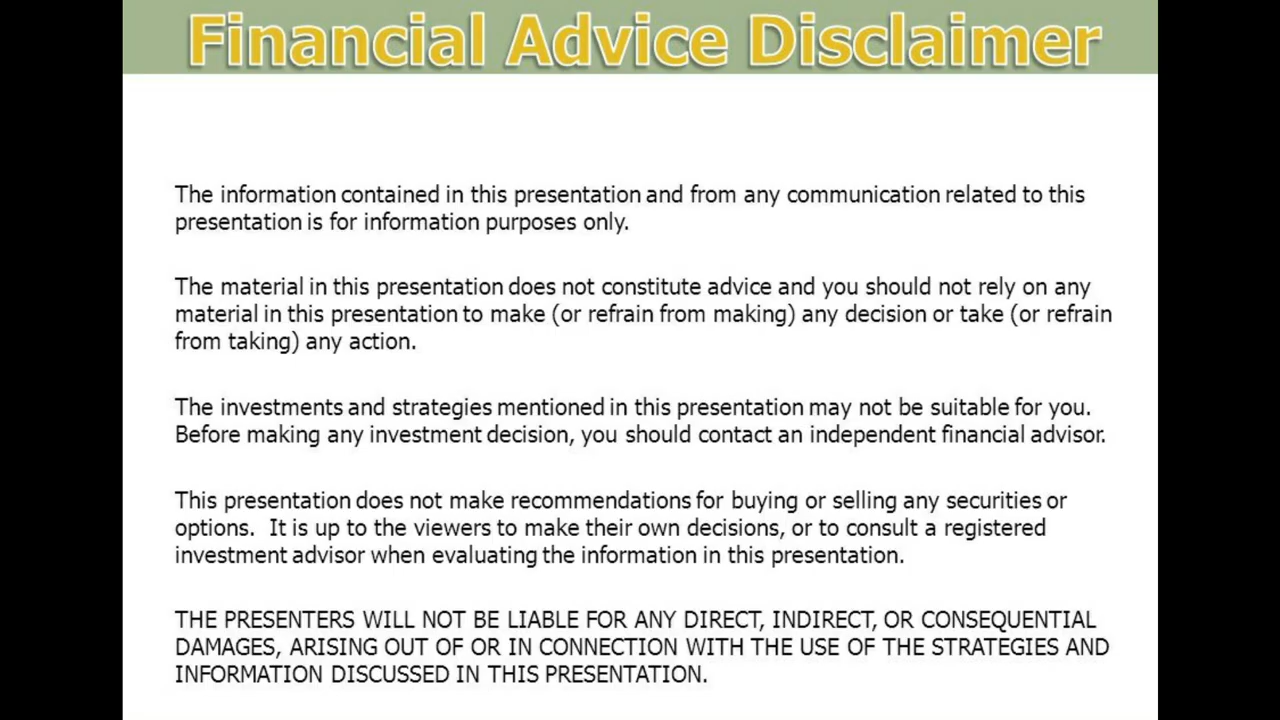 Financial Advice Disclaimer
The information contained in this presentation and from any communication related to this
presentation is for information purposes only.
The material in this presentation does not constitute advice and you should not rely on any
material in this presentation to make (or refrain from making) any decision or take (or refrain
from taking) any action.
The investments and strategies mentioned in this presentation may not be suitable for you.
Before making any investment decision, you should contact an independent financial advisor.
This presentation does not make recommendations for buying or selling any securities or
options.  It is up to the viewers to make their own decisions, or to consult a registered
investment advisor when evaluating the information in this presentation.
THE PRESENTERS WILL NOT BE LIABLE FOR ANY DIRECT, INDIRECT, OR CONSEQUENTIAL
DAMAGES, ARISING OUT OF OR IN CONNECTION WITH THE USE OF THE STRATEGIES AND
INFORMATION DISCUSSED IN THIS PRESENTATION.